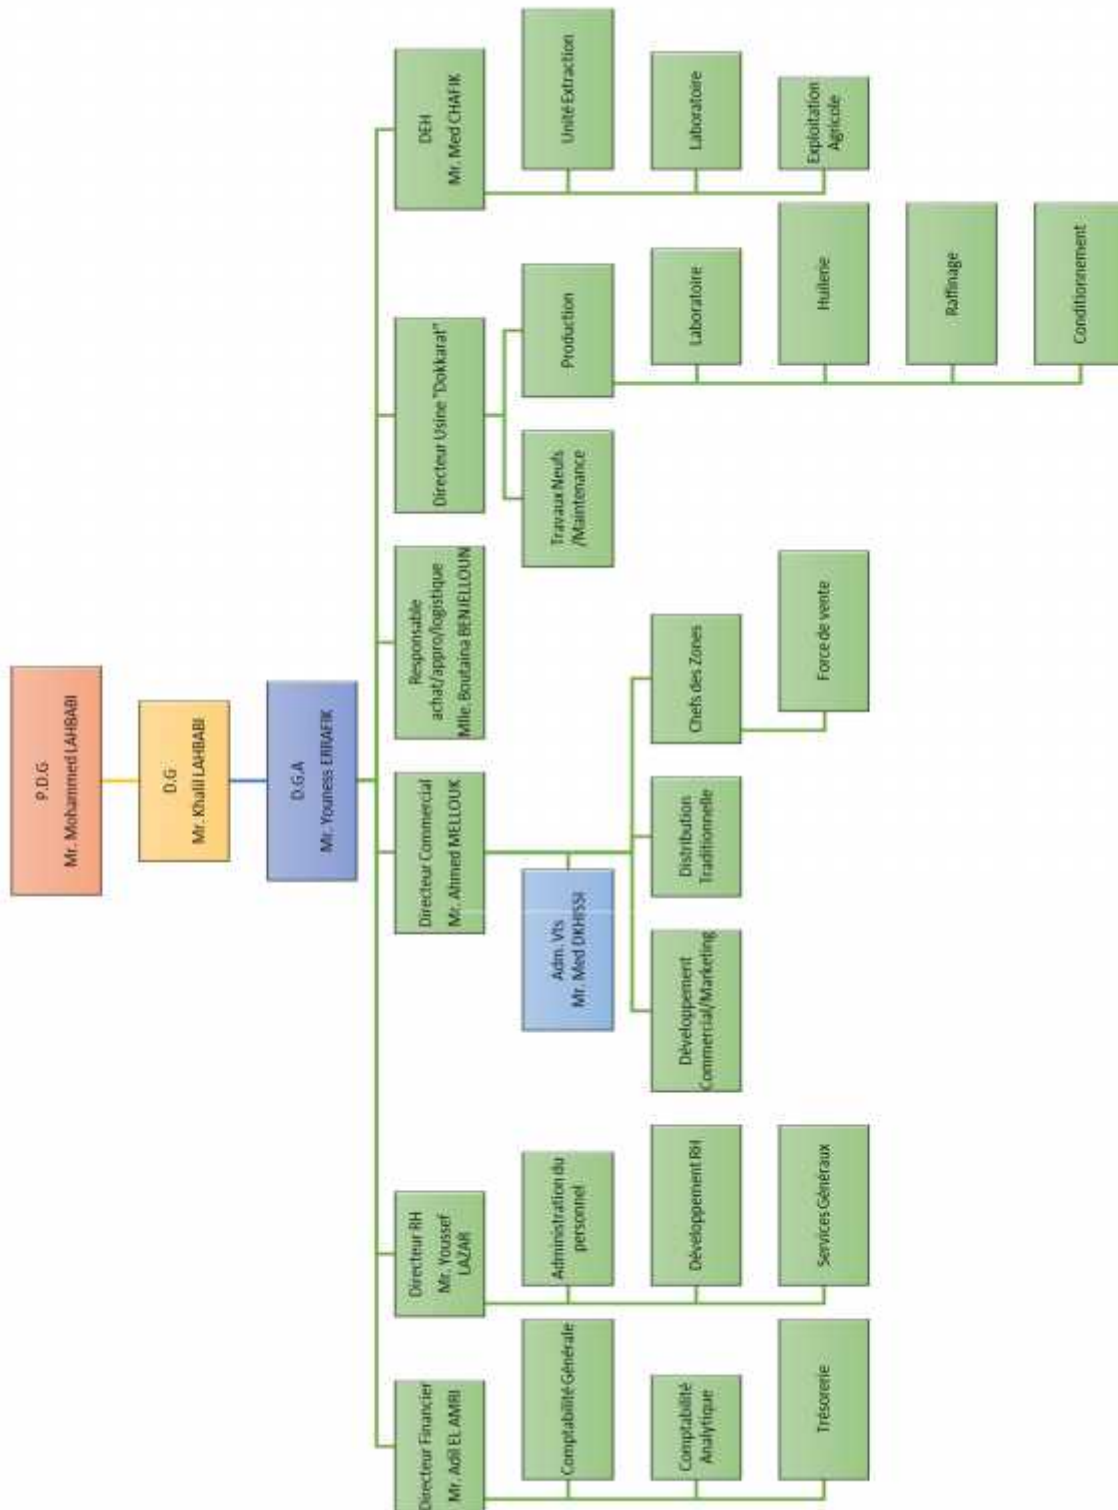 P.D.G
Mr. Mohammed LAHBABI
D.G
Mr. Khalil LAHBABI
D.G.A
Mr. Youness ERRAFIK
Directeur Financier
Mr. Adil EL AMRI
Comptabilité Générale
Comptabilité
Analytique
Trésorerie
Directeur RH
Mr. Youssef
LAZAR
Administration du
personnel
Développement RH
Services Généraux
Directeur Commercial
Mr. Ahmed MELLOUK
Adm. Vts
Mr. Med DKHISSI
Développement
Commercial/Marketing
Distribution
Traditionnelle
Chefs des Zones
Force de vente
Responsable
achat/appro/logistique
Mlle. Boutaina BENJELLOUN
Directeur Usine "Dokkarat"
Travaux Neufs
/Maintenance
Production
Laboratoire
Huilerie
Raffinage
Conditionnement
DEH
Mr. Med CHAFIK
Unité Extraction
Laboratoire
Exploitation
Agricole